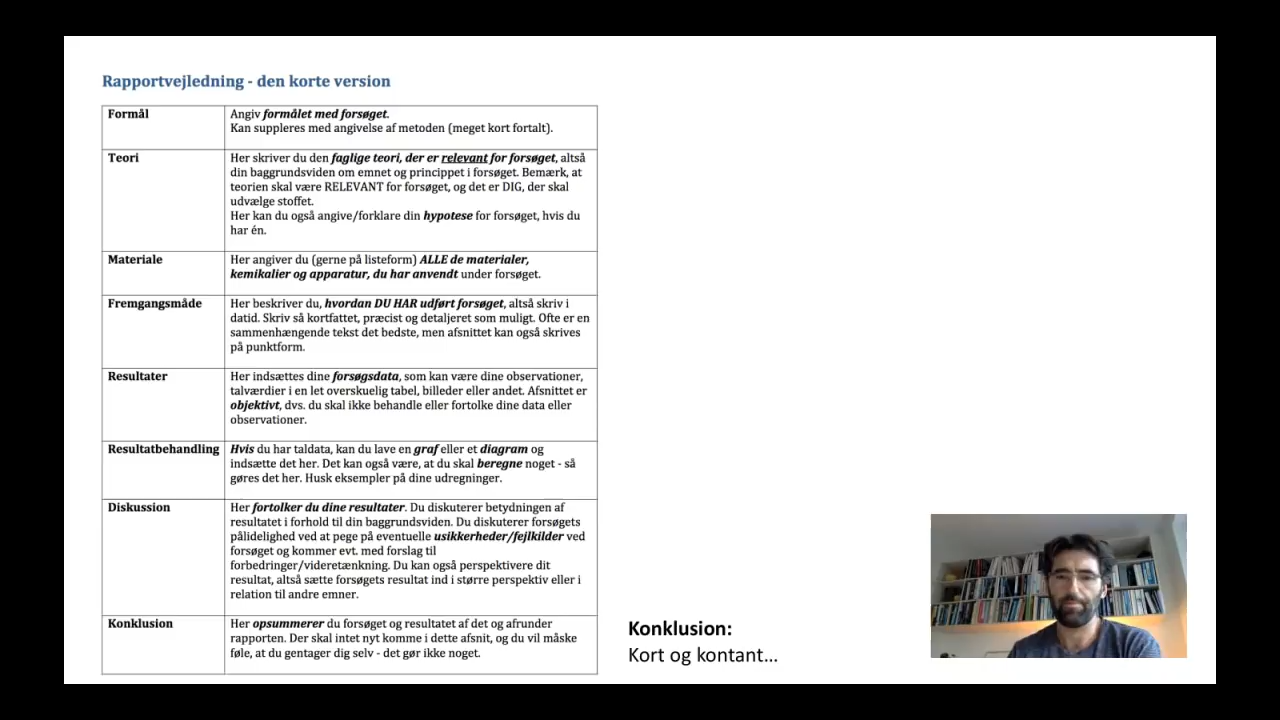 Rapportvejledning - den korte version
Formål
Angiv formålet med forsøget.
Kan suppleres med angivelse af metoden (meget kort fortalt).
Teori
Her skriver du den faglige teori, der er relevant for forsøget, altså
din baggrundsviden om emnet og princippet i forsøget. Bemærk, at
teorien skal være RELEVANT for forsøget, og det er DIG, der skal
udvælge stoffet.
Her kan du også angive/forklare din hypotese for forsøget, hvis du
har én.
Materiale
Her angiver du (gerne på listeform) ALLE de materialer,
kemikalier og apparatur, du har anvendt under forsøget.
Fremgangsmåde
Her beskriver du, hvordan DU HAR udført forsøget, altså skriv i
datid. Skriv så kortfattet, præcist og detaljeret som muligt. Ofte er en
sammenhængende tekst det bedste, men afsnittet kan også skrives
på punktform.
Resultater
Her indsættes dine forsøgsdata, som kan være dine observationer,
talværdier i en let overskuelig tabel, billeder eller andet. Afsnittet er
objektivt, dvs. du skal ikke behandle eller fortolke dine data eller
observationer.
Resultatbehandling
Hvis du har taldata, kan du lave en graf eller et diagram og
indsætte det her. Det kan også være, at du skal beregne noget - så
gøres det her. Husk eksempler på dine udregninger.
Diskussion
Her fortolker du dine resultater. Du diskuterer betydningen af
resultatet i forhold til din baggrundsviden. Du diskuterer forsøgets
pålidelighed ved at pege på eventuelle usikkerheder/fejlkilder ved
forsøget og kommer evt. med forslag til
forbedringer/videretænkning. Du kan også perspektivere dit
resultat, altså sætte forsøgets resultat ind i større perspektiv eller i
relation til andre emner.
Konklusion
Her opsummerer du forsøget og resultatet af det og afrunder
rapporten. Der skal intet nyt komme i dette afsnit, og du vil måske
føle, at du gentager dig selv - det gør ikke noget.
Konklusion:
Kort og kontant…